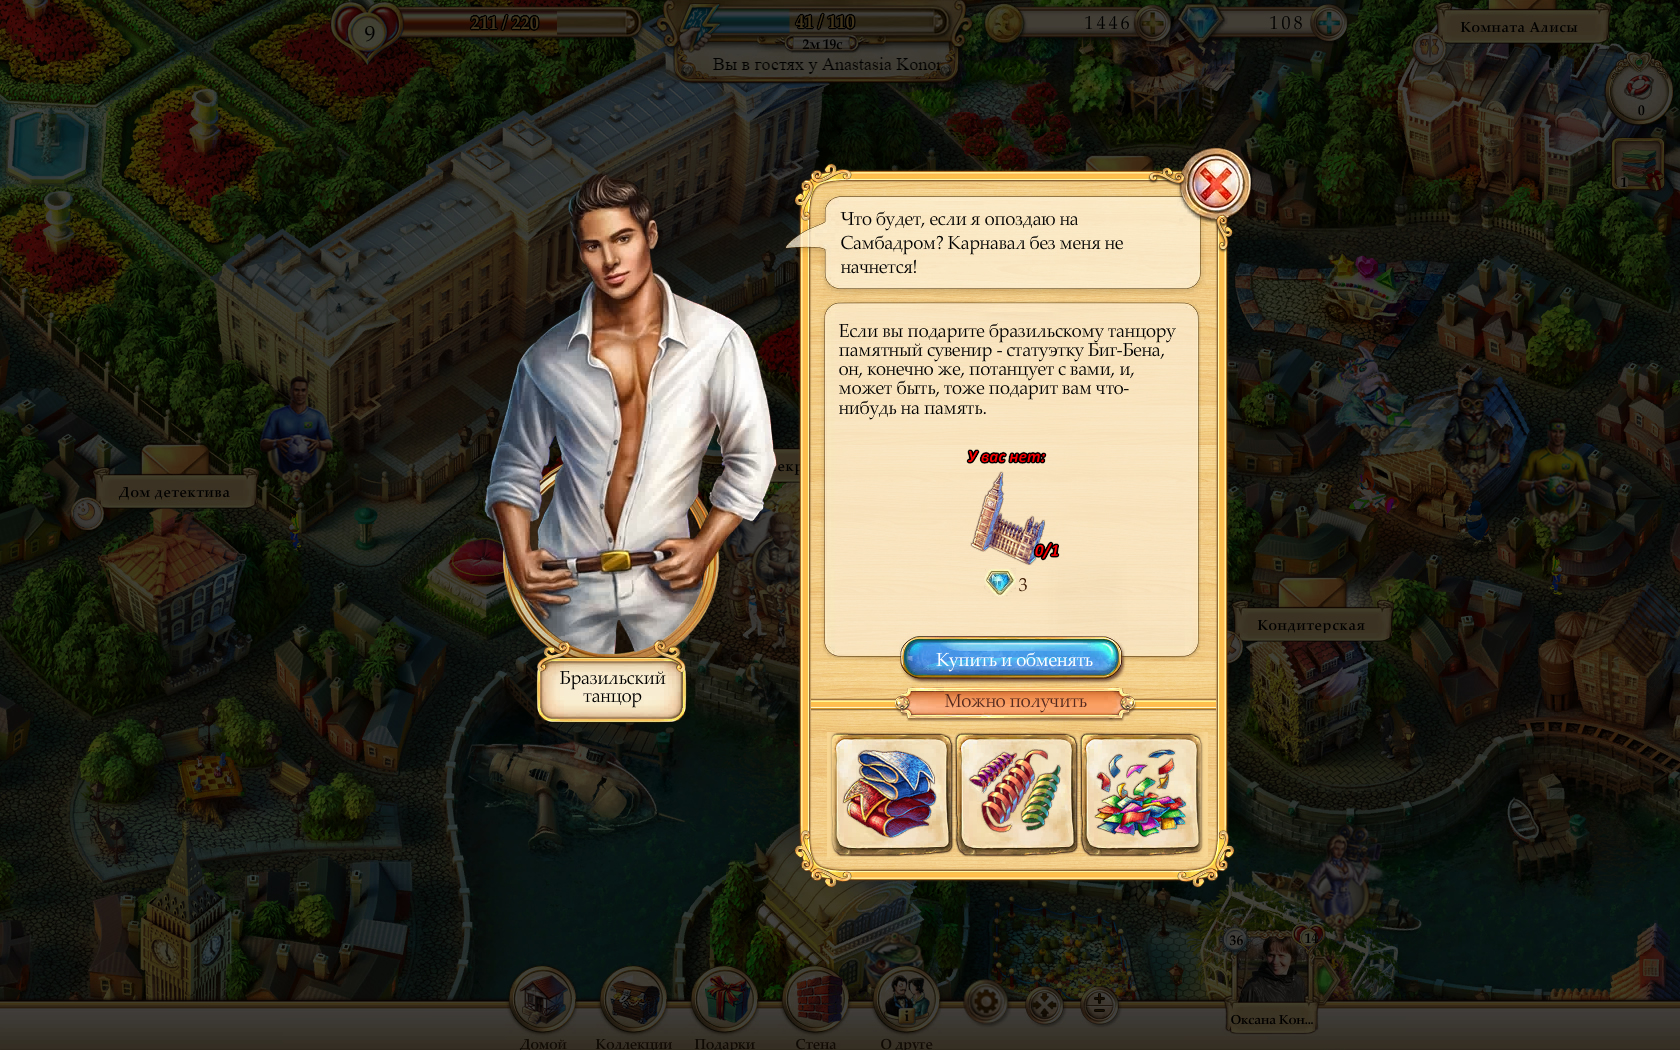 9
211 / 220
41 / 110
2м 19с
1446
108
Вы в гостях у Anastasia Konor
Комната Алисы
0
1
Что будет, если я опоздаю на
Самбадром? Карнавал без меня не
начнется!
Если вы подарите бразильскому танцору
памятный сувенир - статуэтку Биг-Бена,
он, конечно же, потанцует с вами, и,
может быть, тоже подарит вам что-
нибудь на память.
У вас нет:
0/1
3
Купить и обменять
Можно получить
Бразильский
танцор
Дом детектива
Кондитерская
36
14
Оксана Кон...
Домой
Коллекции
Подарки
Стена
О друге